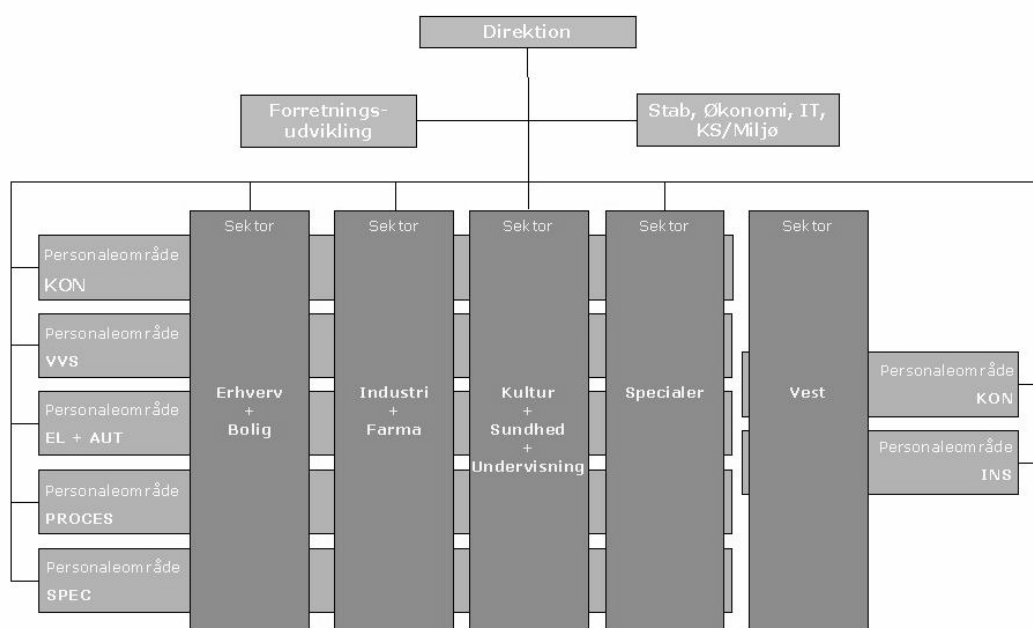 Direktion
Forretnings-
udvikling
Stab, Økonomi, IT,
KS/Miljø
Sektor
Sektor
Sektor
Sektor
Sektor
Personaleområde
KON
Personaleområde
VVS
Personaleområde
EL + AUT
Personaleområde
PROCES
Personaleområde
SPEC
Erhverv
+
Bolig
Industri
+
Farma
Kultur
+
Sundhed
+
Undervisning
Specialer
Vest
Personaleområde
KON
Personaleområde
INS